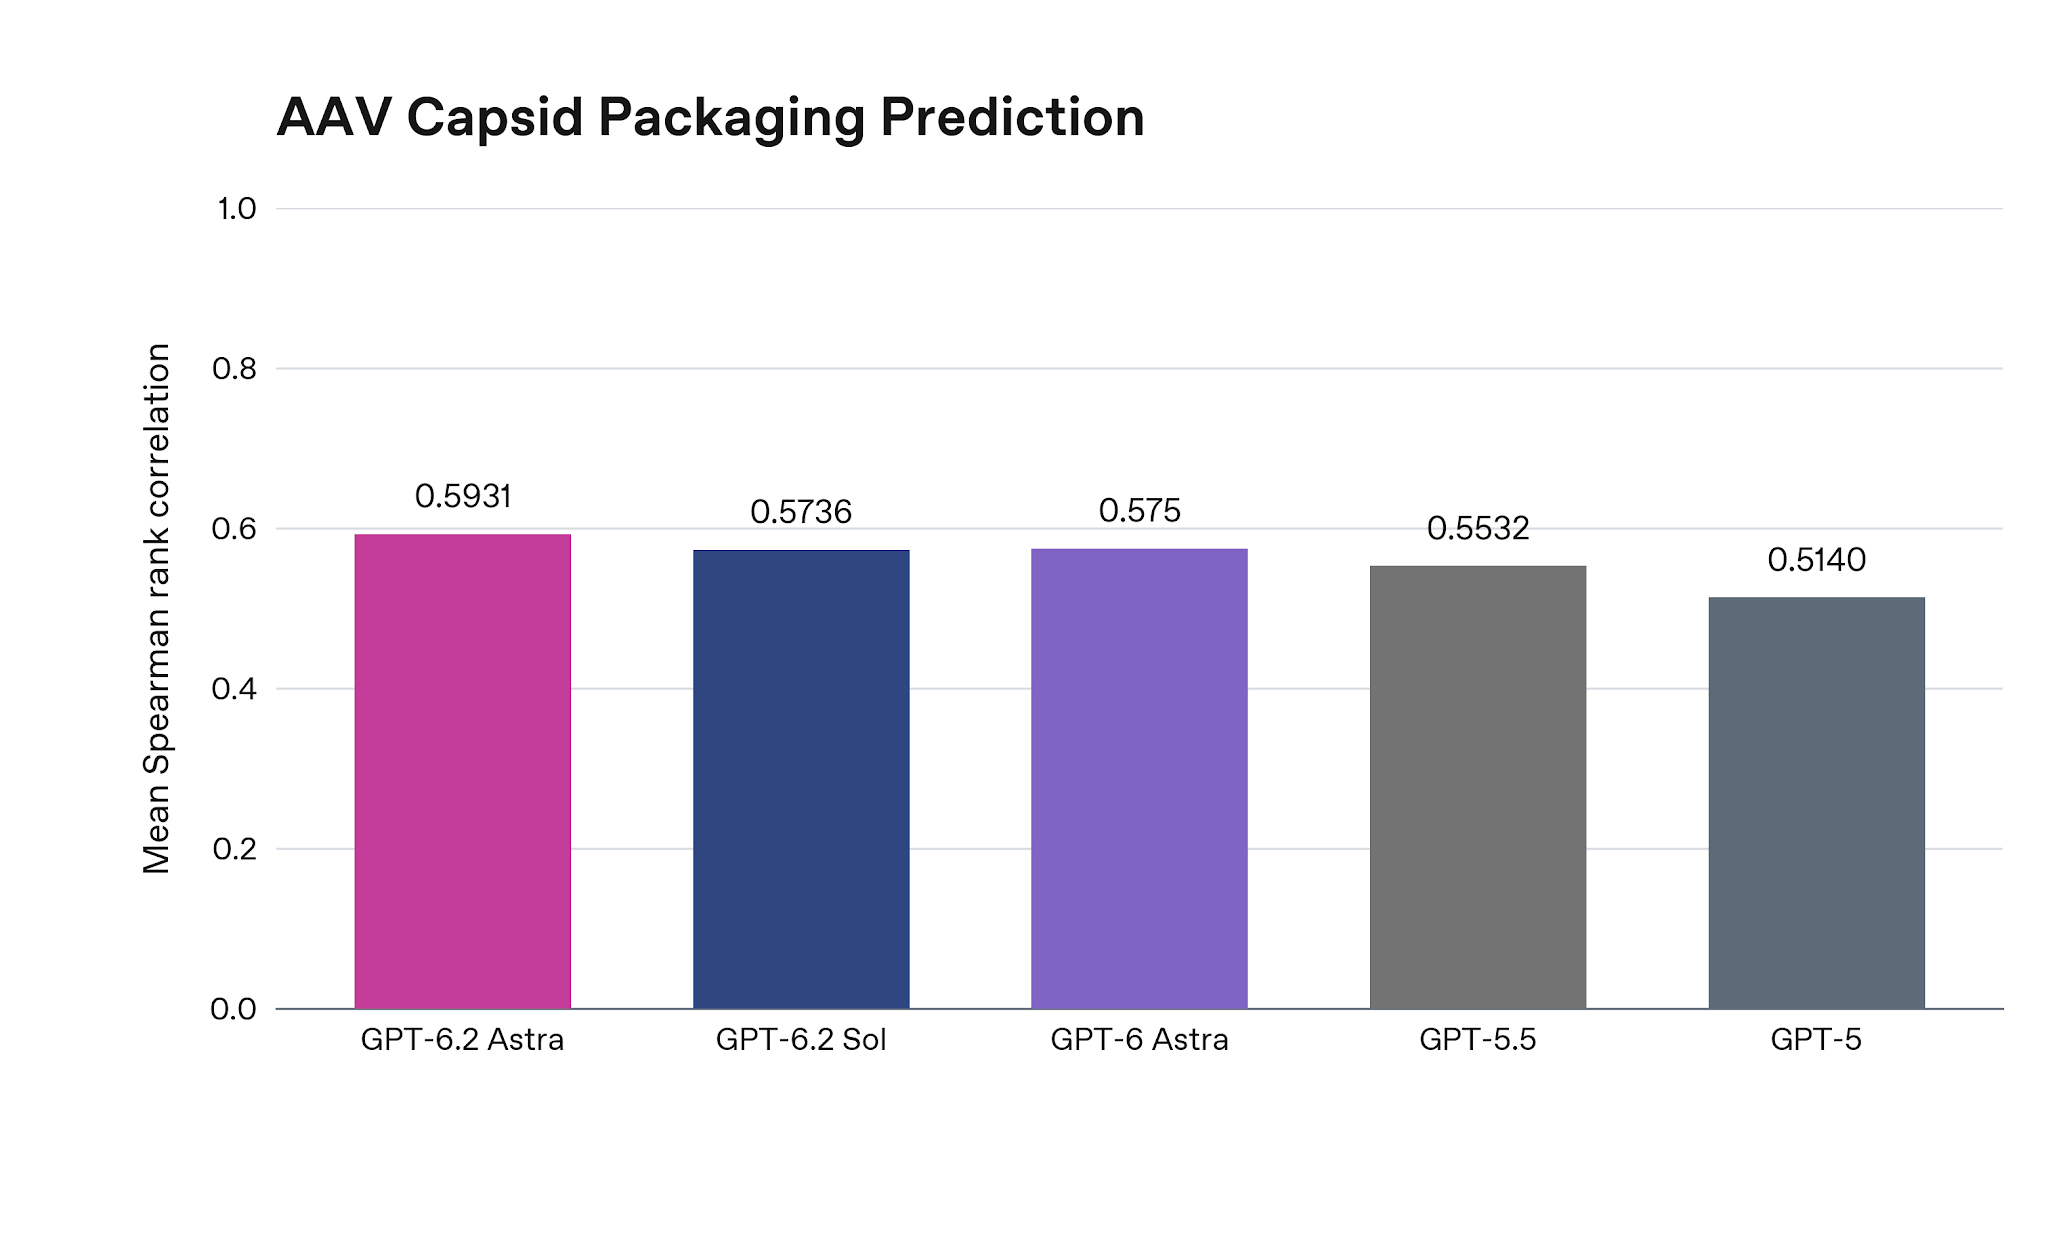 AAV Capsid Packaging Prediction
Mean Spearman rank correlation
1.0
0.8
0.6
0.4
0.2
0.0
0.5931
0.5736
0.575
0.5532
0.5140
GPT-6.2 Astra
GPT-6.2 Sol
GPT-6 Astra
GPT-5.5
GPT-5